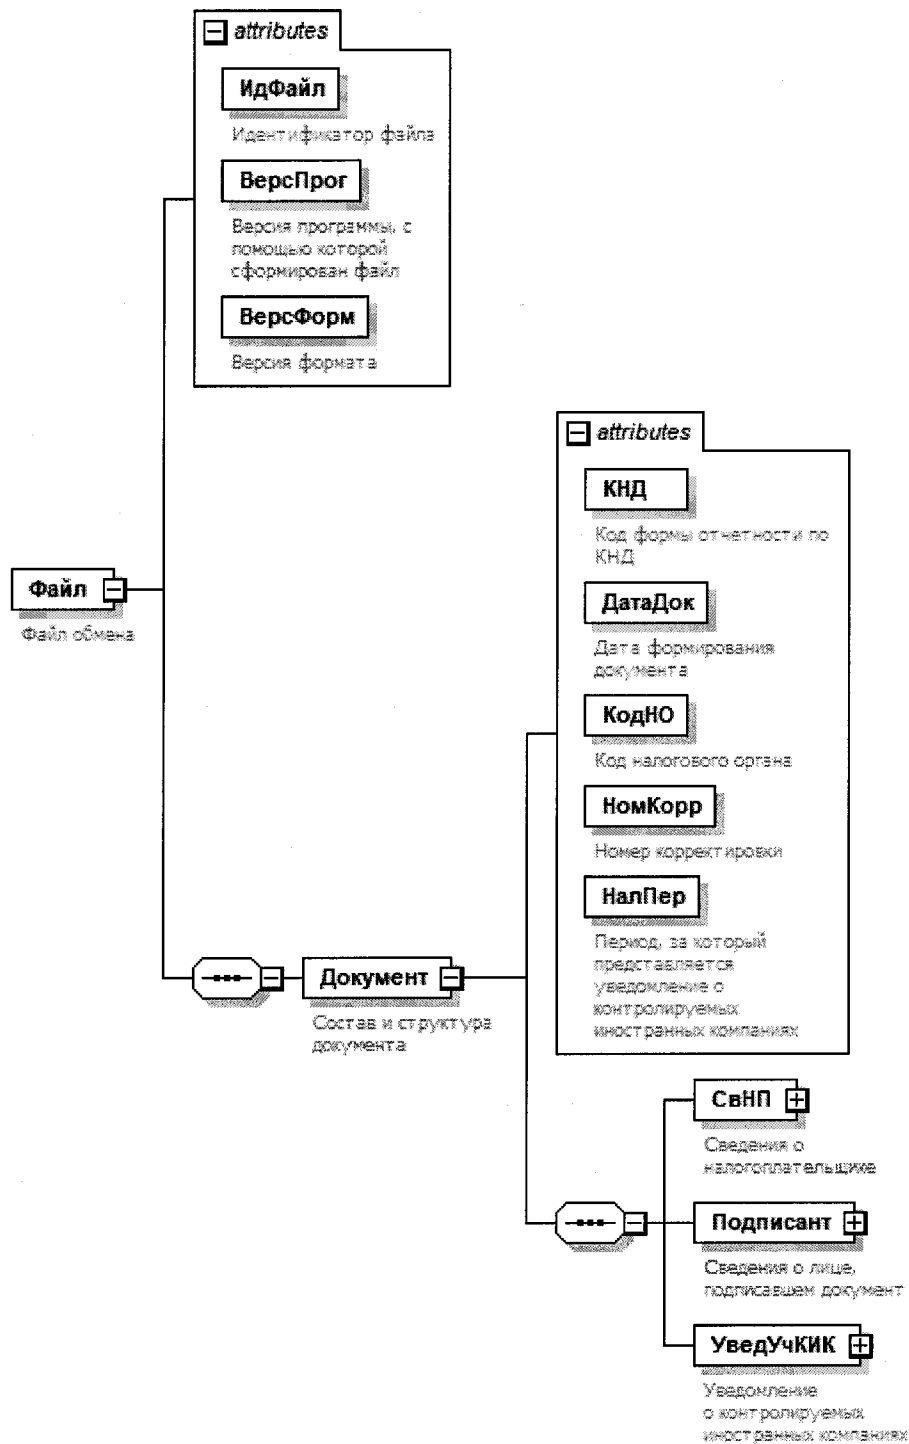 attributes
ИдФайл
Идентификатор файла
ВерсПрог
Версия программы, с
помощью которой
сформирован файл
ВерсФорм
Версия формата
attributes
КНД
Код формы отчетности по
КНД
Файл
Файл обмена
ДатаДок
Дата формирования
документа
КодНО
Код налогового органа
НомКорр
Номер корректировки
НалПер
Период, за который
представляется
уведомление о
контролируемых
иностранных компаниях
Документ
Состав и структура
документа
СвНП
Сведения о
налогоплательщике
Подписант
Сведения о лице,
подписавшем документ
УведУчКИК
Уведомление
о контролируемых
иностранных компаниях